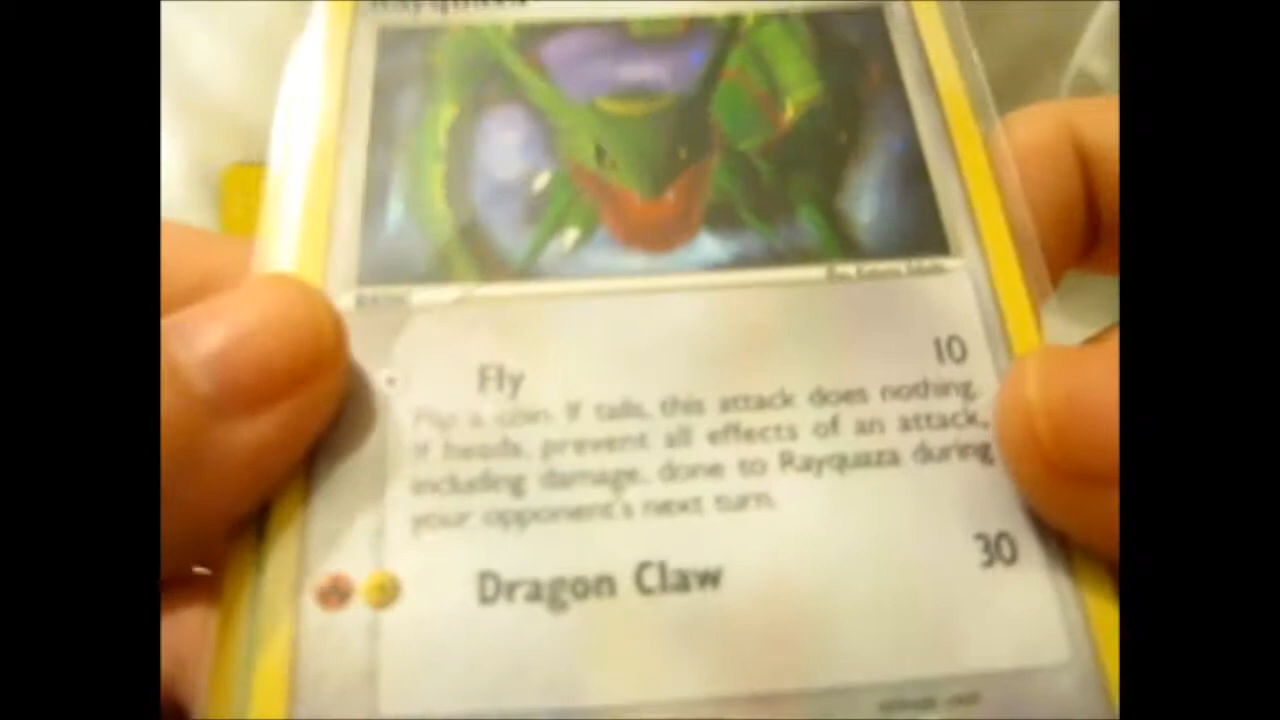 Rayquaza
Fly 10
Flip a coin. If tails, this attack does nothing.
If heads, prevent all effects of an attack,
including damage, done to Rayquaza during
your opponent's next turn.
Dragon Claw 30